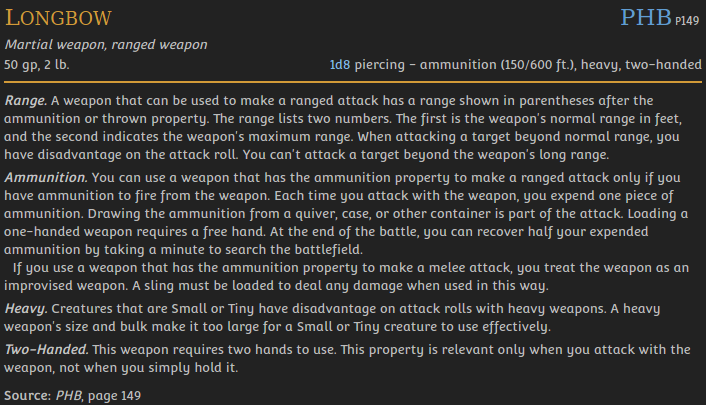 LONGBOW PHB P149
Martial weapon, ranged weapon
50 gp, 2 lb. 1d8 piercing - ammunition (150/600 ft.), heavy, two-handed
Range. A weapon that can be used to make a ranged attack has a range shown in parentheses after the
ammunition or thrown property. The range lists two numbers. The first is the weapon's normal range in feet,
and the second indicates the weapon's maximum range. When attacking a target beyond normal range, you
have disadvantage on the attack roll. You can't attack a target beyond the weapon's long range.
Ammunition. You can use a weapon that has the ammunition property to make a ranged attack only if you
have ammunition to fire from the weapon. Each time you attack with the weapon, you expend one piece of
ammunition. Drawing the ammunition from a quiver, case, or other container is part of the attack. Loading a
one-handed weapon requires a free hand. At the end of the battle, you can recover half your expended
ammunition by taking a minute to search the battlefield.
If you use a weapon that has the ammunition property to make a melee attack, you treat the weapon as an
improvised weapon. A sling must be loaded to deal any damage when used in this way.
Heavy. Creatures that are Small or Tiny have disadvantage on attack rolls with heavy weapons. A heavy
weapon's size and bulk make it too large for a Small or Tiny creature to use effectively.
Two-Handed. This weapon requires two hands to use. This property is relevant only when you attack with the
weapon, not when you simply hold it.
Source: PHB, page 149